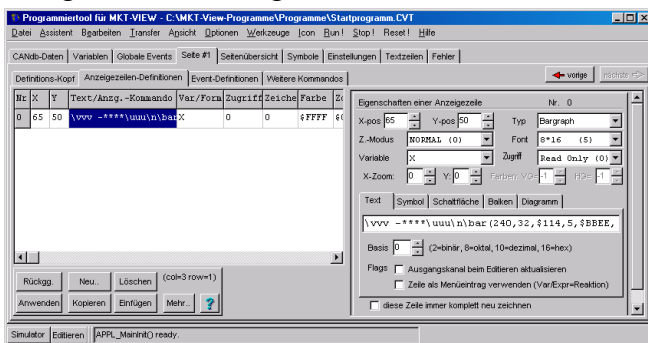 Programmiertool für MKT-VIEW - C:\MKT-View-Programme\Programme\Startprogramm.CVT
Datei Assistent Bearbeiten Transfer Ansicht Optionen Werkzeuge Icon Run! Stop! Reset! Hilfe
CANdb-Daten Variablen Globale Events Seite #1 Seitenübersicht Symbole Einstellungen Textzeilen Fehler
Definitions-Kopf Anzeigezeilen-Definitionen Event-Definitionen Weitere Kommandos vorige nächste =>
Nr X Y Text/Anzg.-Kommando Var/Form Zugriff Zeiche Farbe
0 65 50 \vvv -****\uuu\n\bar X 0 0 $FFFF
Eigenschaften einer Anzeigezeile Nr. 0
X-pos 65 Y-pos 50 Typ Bargraph
Z.-Modus NORMAL (0) Font 8*16 (5)
Variable X Zugriff Read Only (0)
X-Zoom: 0 Y: 0 Farben: VG= -1 HG= -1
Text Symbol Schaltfläche Balken Diagramm
\vvv -****\uuu\n\bar(240,32,$114,5,$BBEE,
Basis 0 (2=binär, 8=oktal, 10=dezimal, 16=hex)
Flags Ausgangskanal beim Editieren aktualisieren
Zeile als Menüeintrag verwenden (Var/Expr=Reaktion)
diese Zeile immer komplett neu zeichnen
Rückgg. Neu.. Löschen (col=3 row=1)
Anwenden Kopieren Einfügen Mehr.. ?
Simulator Editieren APPL_MainInit() ready.